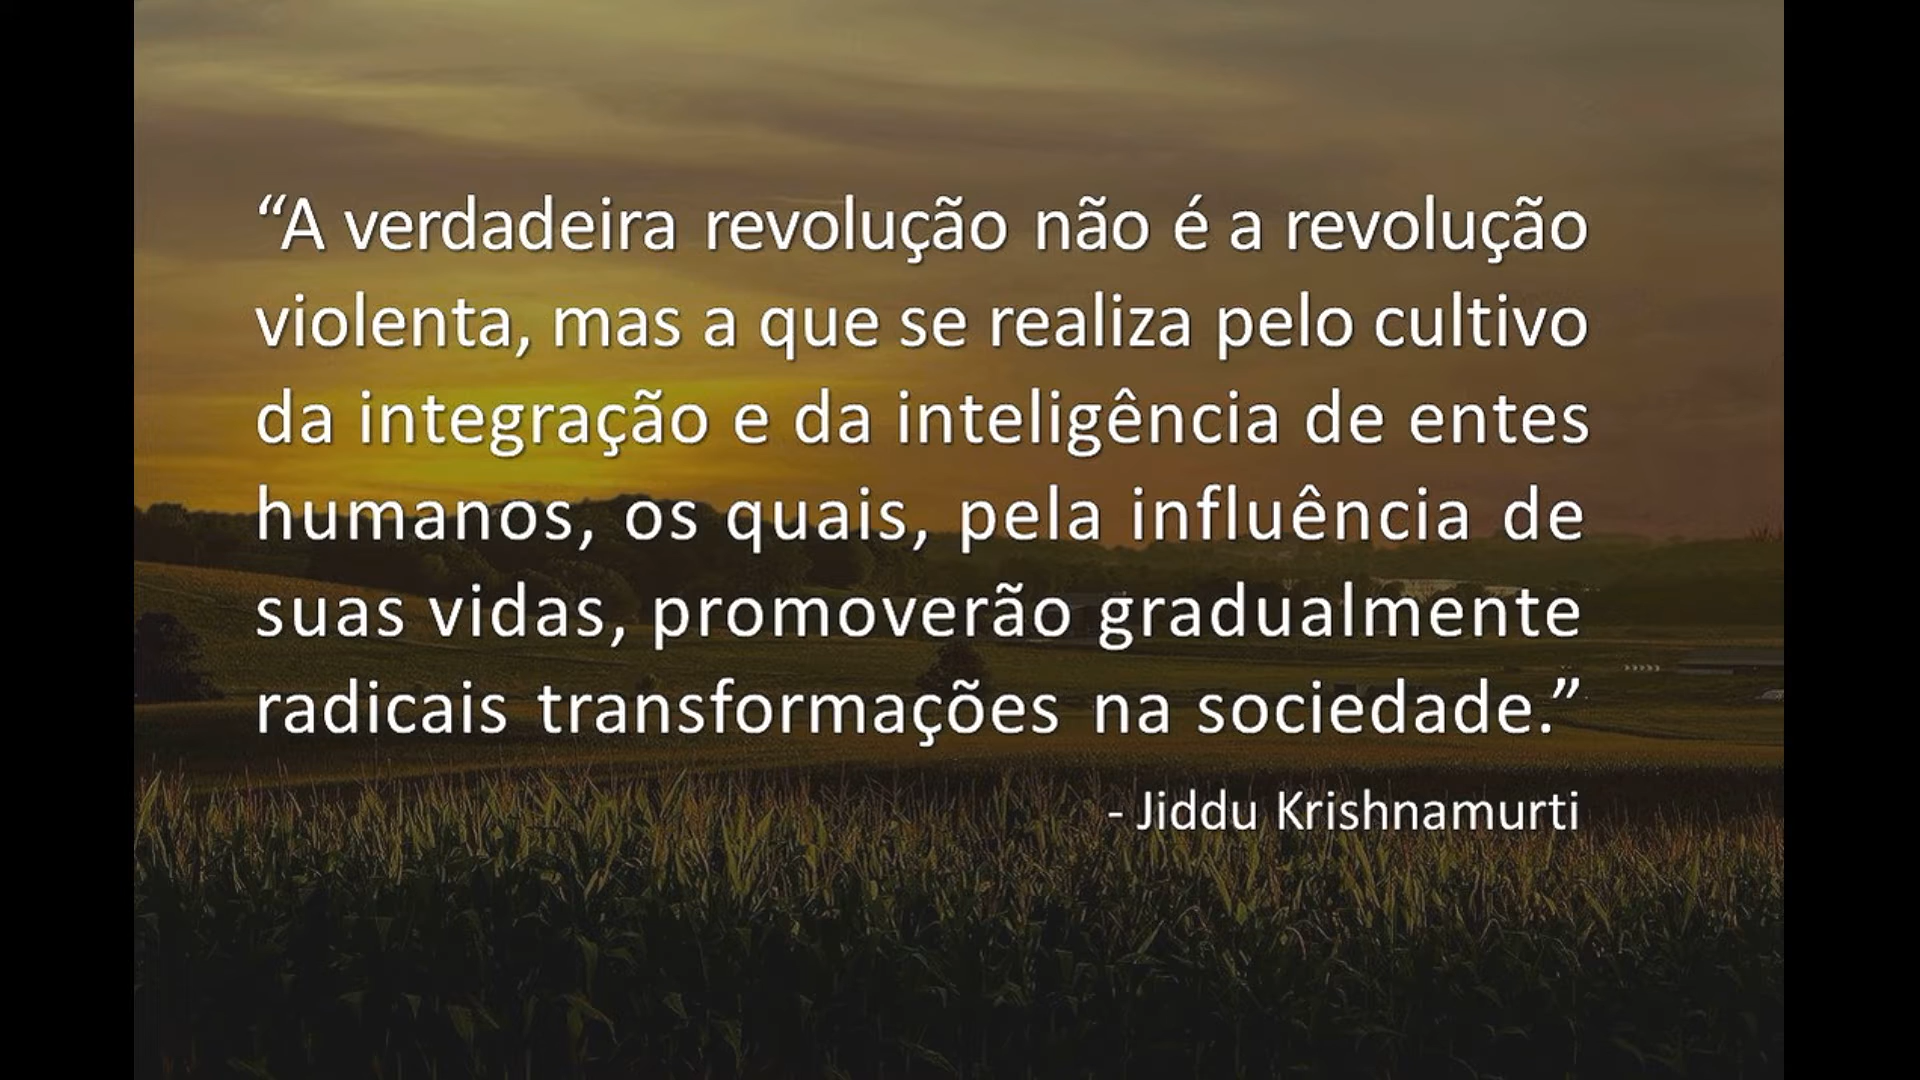 “A verdadeira revolução não é a revolução
violenta, mas a que se realiza pelo cultivo
da integração e da inteligência de entes
humanos, os quais, pela influência de
suas vidas, promoverão gradualmente
radicais transformações na sociedade.”
- Jiddu Krishnamurti